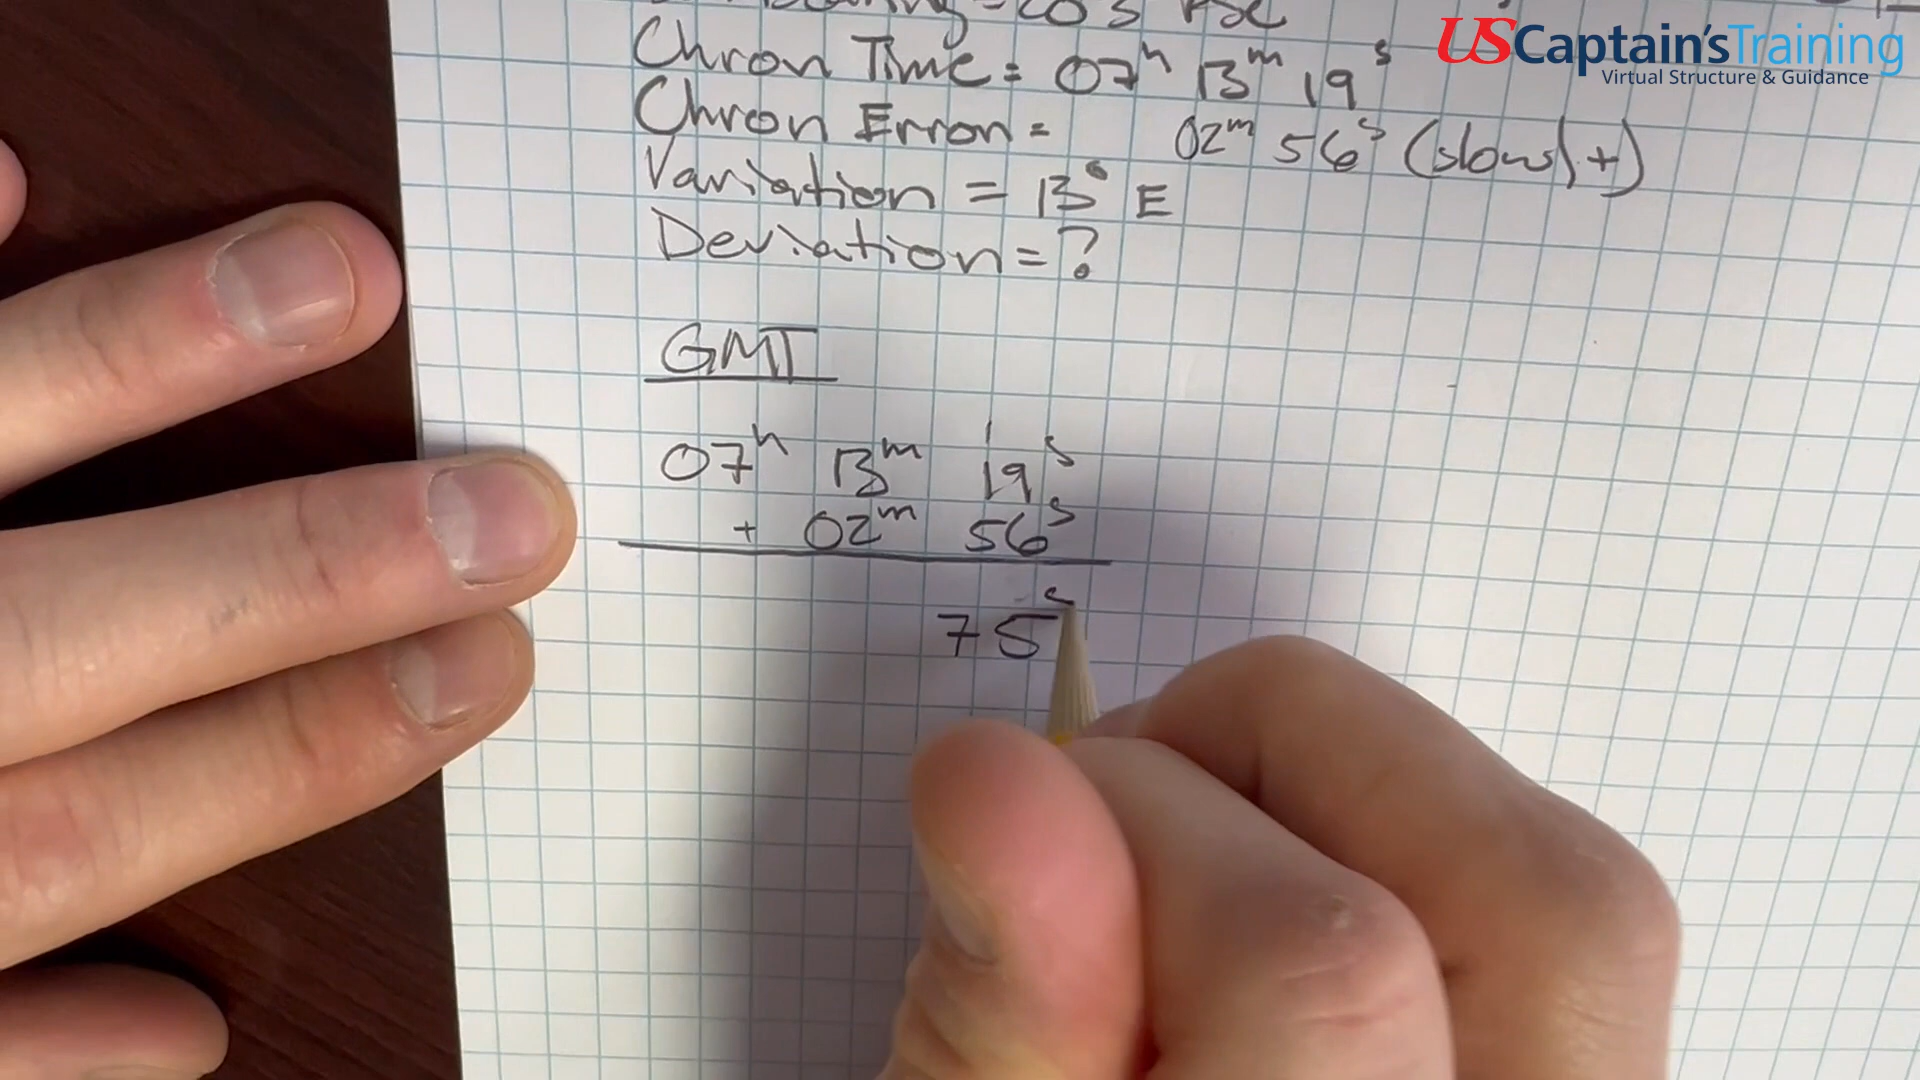 USCaptain'sTraining
Virtual Structure & Guidance
Chron Time = 07h 13m 19s
Chron Error = 02m 56s (slow, +)
Variation = 13° E
Deviation = ?
GMT
1
07h 13m 19s
+ 02m 56s
75s